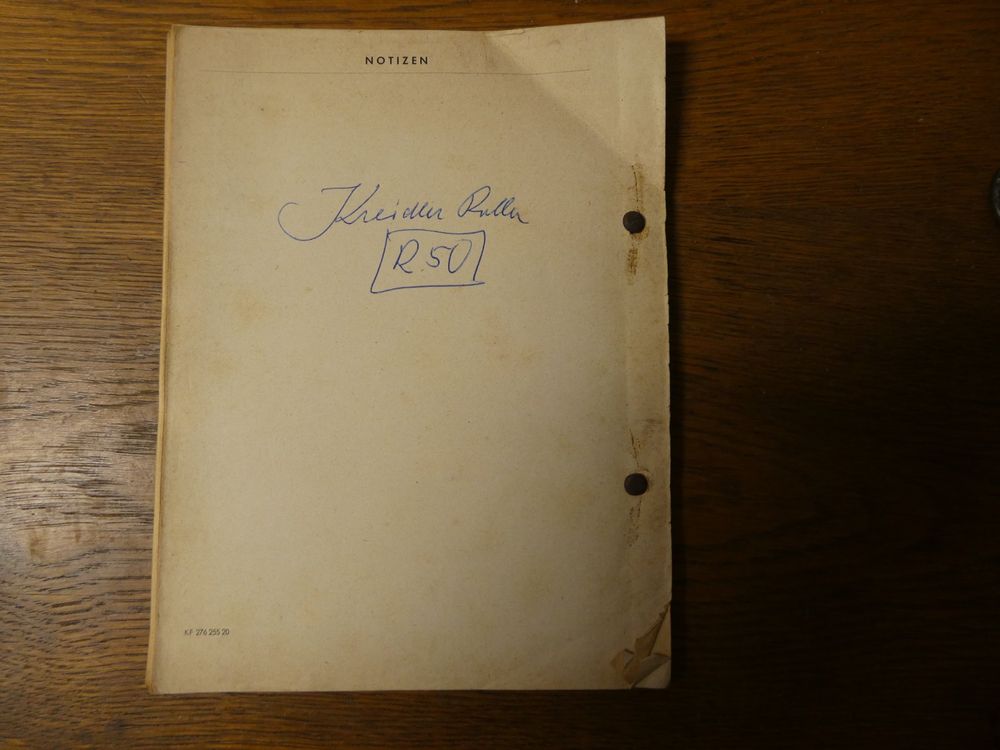 NOTIZEN
Kreidler Roller
R 50
KF 276 255 20